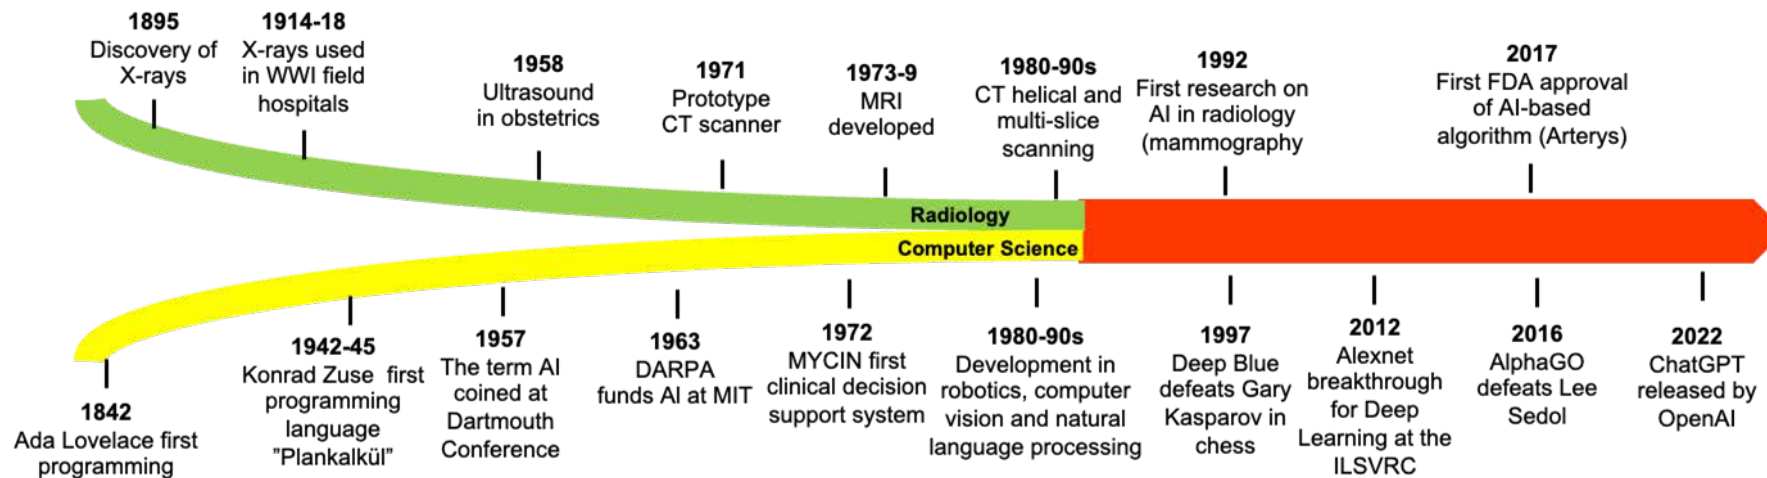 1895
Discovery of
X-rays
1914-18
X-rays used
in WWI field
hospitals
1958
Ultrasound
in obstetrics
1971
Prototype
CT scanner
1973-9
MRI
developed
1980-90s
CT helical and
multi-slice
scanning
1992
First research on
AI in radiology
(mammography
2017
First FDA approval
of AI-based
algorithm (Arterys)
Radiology
Computer Science
1842
Ada Lovelace first
programming
1942-45
Konrad Zuse  first
programming
language
”Plankalkül”
1957
The term AI
coined at
Dartmouth
Conference
1963
DARPA
funds AI at MIT
1972
MYCIN first
clinical decision
support system
1980-90s
Development in
robotics, computer
vision and natural
language processing
1997
Deep Blue
defeats Gary
Kasparov in
chess
2012
Alexnet
breakthrough
for Deep
Learning at the
ILSVRC
2016
AlphaGO
defeats Lee
Sedol
2022
ChatGPT
released by
OpenAI